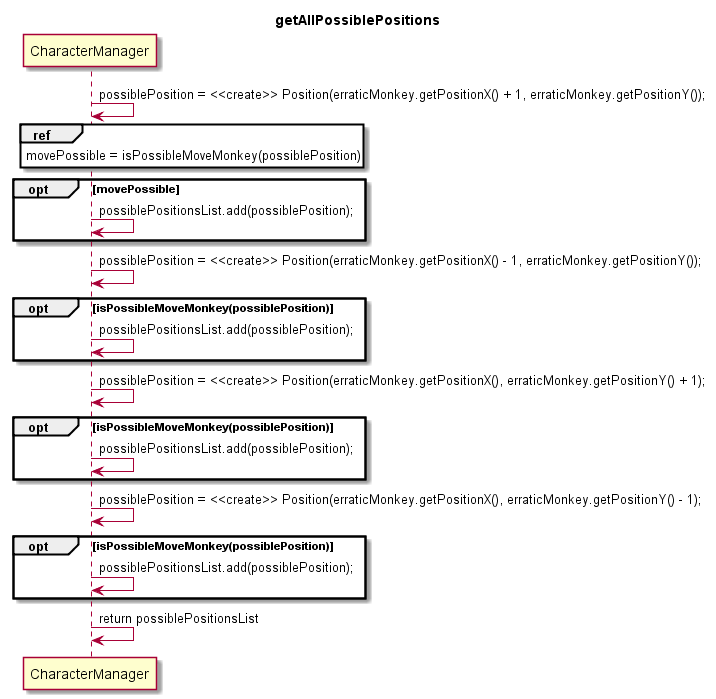 getAllPossiblePositions
CharacterManager
possiblePosition = <<create>> Position(erraticMonkey.getPositionX() + 1, erraticMonkey.getPositionY());
ref
movePossible = isPossibleMoveMonkey(possiblePosition)
opt [movePossible]
possiblePositionsList.add(possiblePosition);
possiblePosition = <<create>> Position(erraticMonkey.getPositionX() - 1, erraticMonkey.getPositionY());
opt [isPossibleMoveMonkey(possiblePosition)]
possiblePositionsList.add(possiblePosition);
possiblePosition = <<create>> Position(erraticMonkey.getPositionX(), erraticMonkey.getPositionY() + 1);
opt [isPossibleMoveMonkey(possiblePosition)]
possiblePositionsList.add(possiblePosition);
possiblePosition = <<create>> Position(erraticMonkey.getPositionX(), erraticMonkey.getPositionY() - 1);
opt [isPossibleMoveMonkey(possiblePosition)]
possiblePositionsList.add(possiblePosition);
return possiblePositionsList
CharacterManager